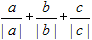 a/|a| + b/|b| + c/|c|